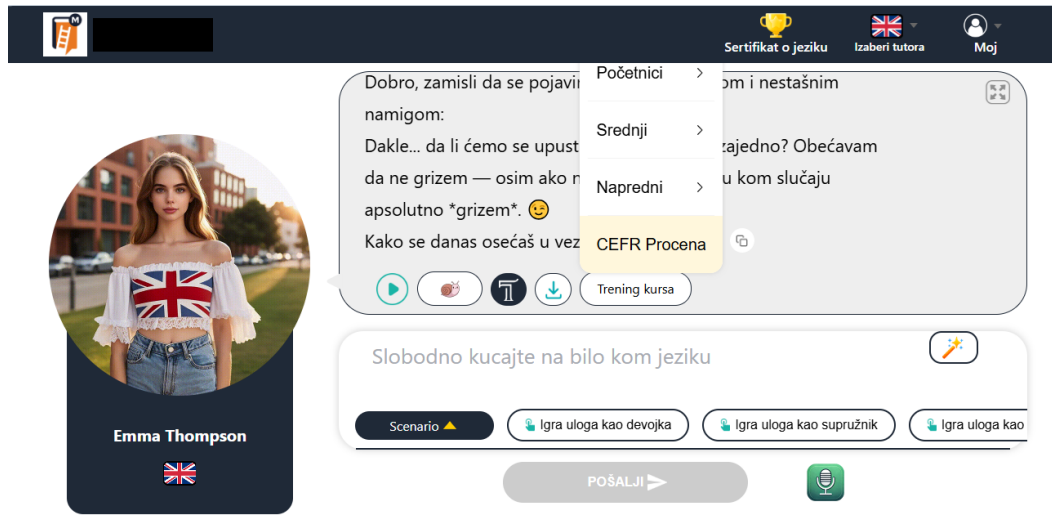 M
Sertifikat o jeziku
Izaberi tutora
Moj
Početnici
Srednji
Napredni
CEFR Procena
Dobro, zamisli da se pojavi om i nestašnim
namigom:
Dakle... da li ćemo se upust zajedno? Obećavam
da ne grizem — osim ako u kom slučaju
apsolutno *grizem*. 😉
Kako se danas osećaš u vez
Trening kursa
Slobodno kucajte na bilo kom jeziku
Scenario
Igra uloga kao devojka
Igra uloga kao supružnik
Igra uloga kao
POŠALJI
Emma Thompson